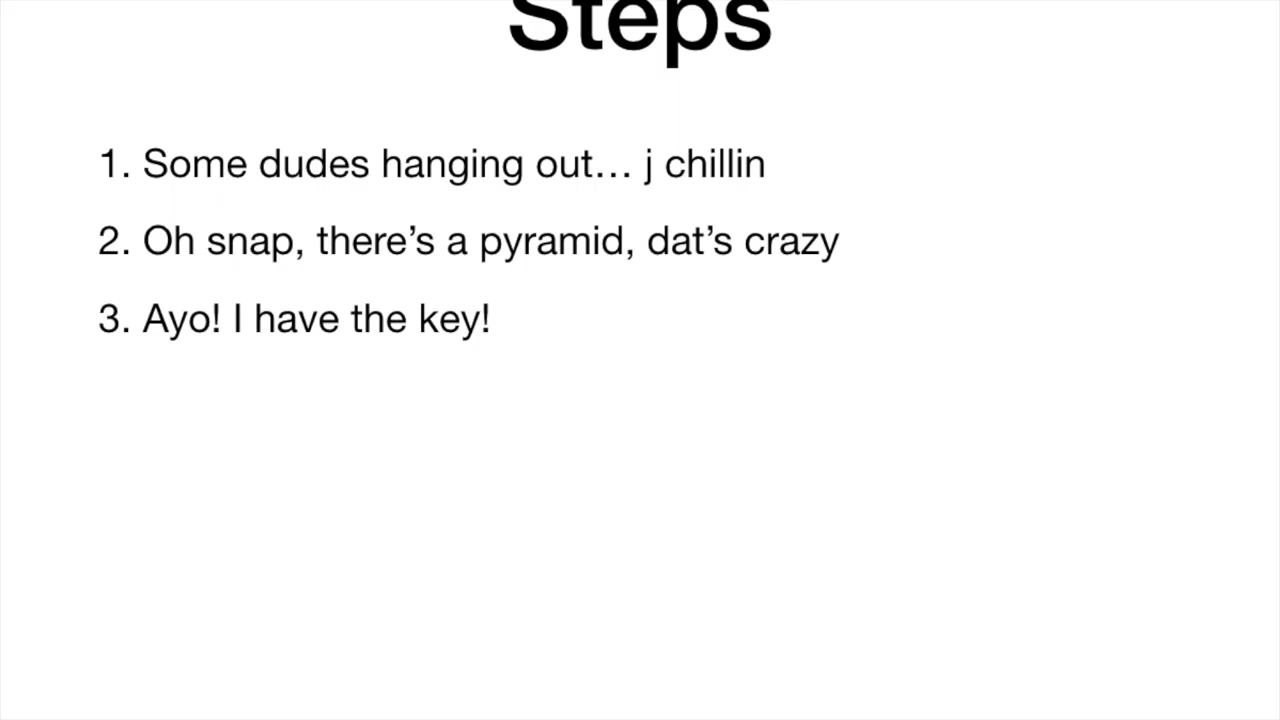 Steps
1. Some dudes hanging out… j chillin
2. Oh snap, there’s a pyramid, dat’s crazy
3. Ayo! I have the key!